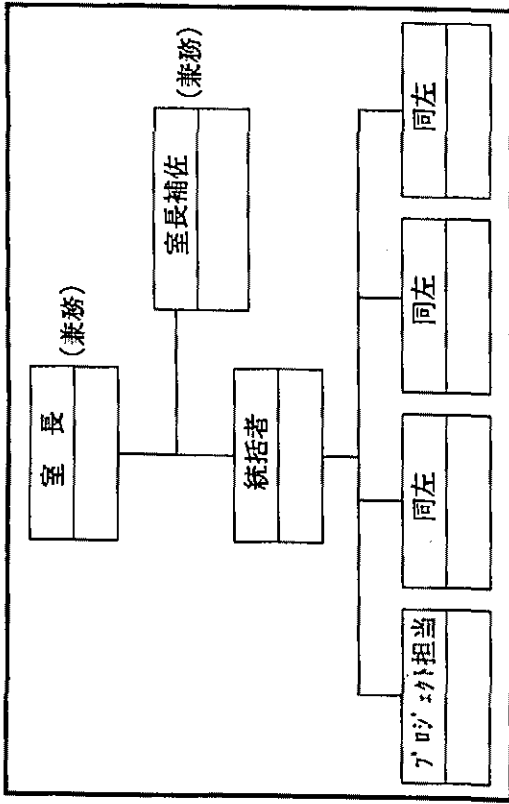 室　長
(兼務)
室長補佐
(兼務)
統括者
ﾌﾟﾛｼﾞｪｸﾄ担当
同左
同左
同左